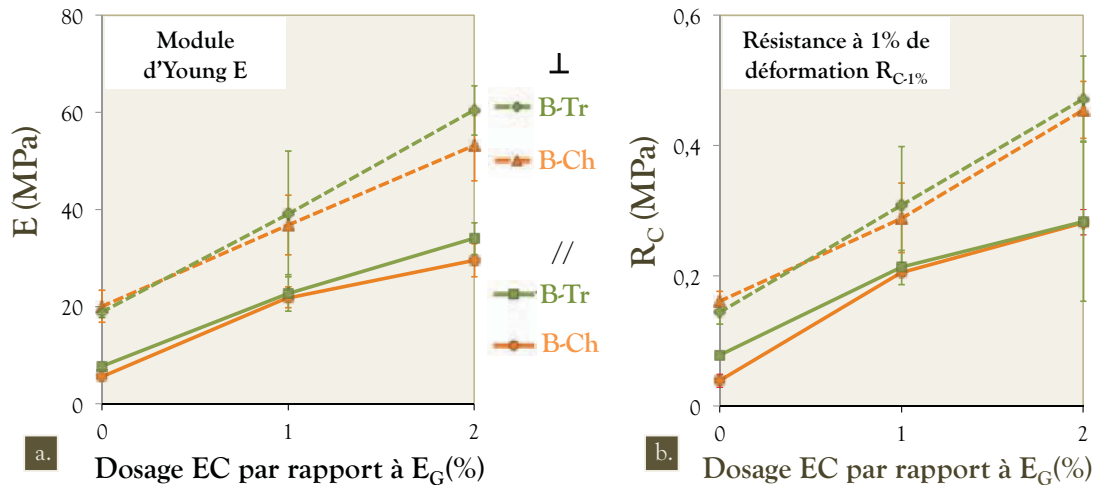 80
60
40
20
0
E (MPa)
Module
d'Young E
0
1
2
Dosage EC par rapport à E_G(%)
a.
⊥
B-Tr
B-Ch
//
B-Tr
B-Ch
0,6
0,4
0,2
0
R_C (MPa)
Résistance à 1% de
déformation R_C-1%
0
1
2
Dosage EC par rapport à E_G(%)
b.